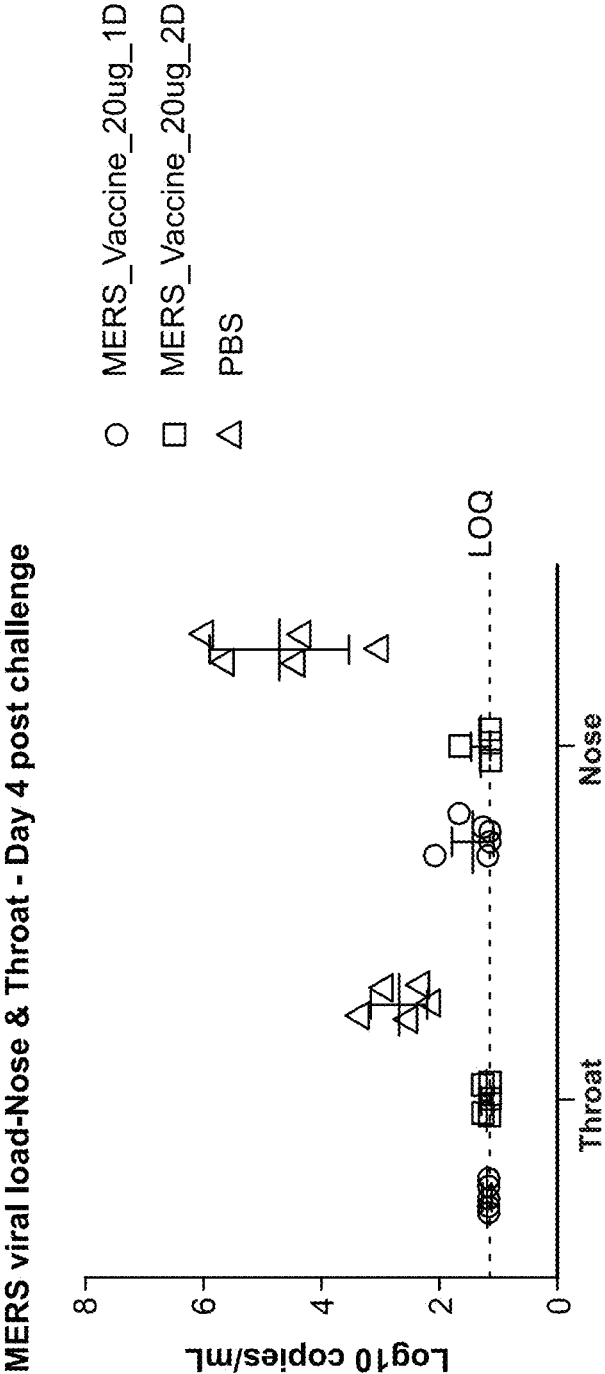 MERS viral load-Nose & Throat - Day 4 post challenge
MERS_Vaccine_20ug_1D
MERS_Vaccine_20ug_2D
PBS
Log10 copies/mL
8
6
4
2
0
LOQ
Throat
Nose